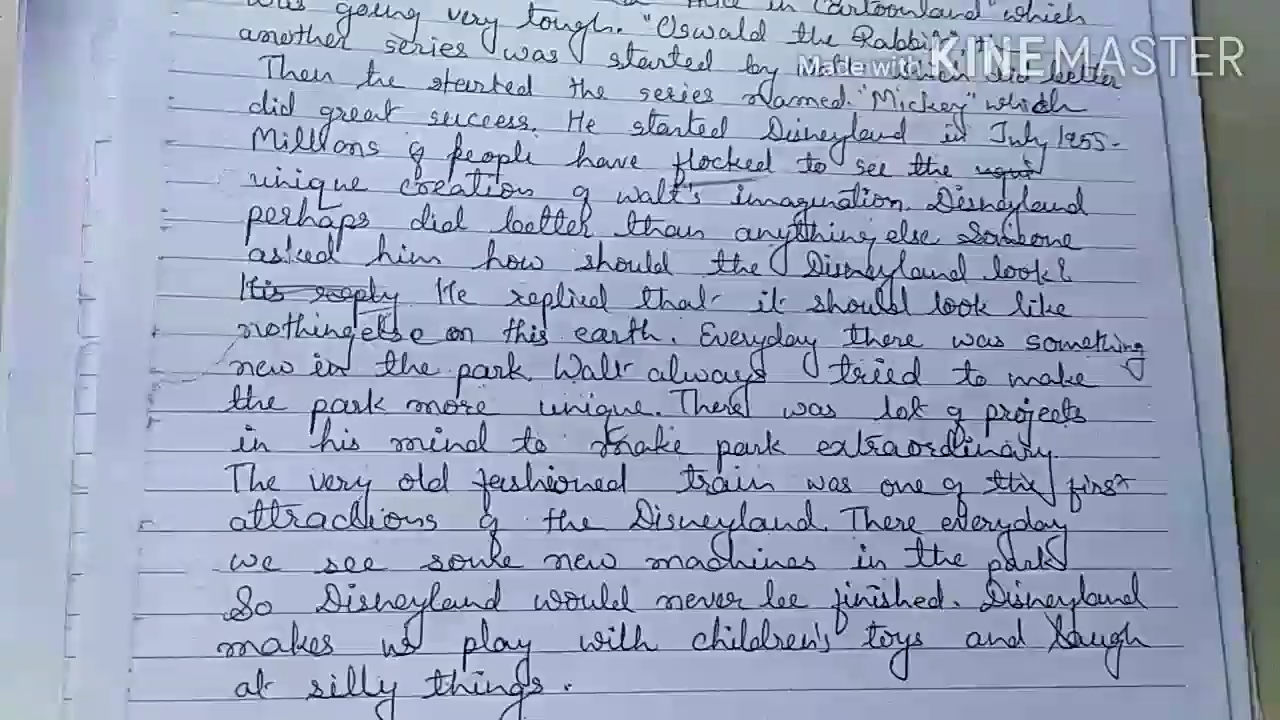 was going very tough. "Oswald the Rabbit"
in Cartoonland" which
another series was started by
Made with KINEMASTER
Then he started the series named "Mickey" which
did great success. He started Disneyland in July 1955.
Millons of people have flocked to see the
unique creation of walt's imagination. Disneyland
perhaps did better than anything else. Somone
asked him how should the Disneyland look?
His reply He replied that it should look like
nothing else on this earth. Everyday there was something
new in the park. Walt always tried to make
the park more unique. There was lot of projects
in his mind to make park extraordinary.
The very old fashioned train was one of the first
attractions of the Disneyland. There everyday
we see some new machines in the park
So Disneyland would never be finished. Disneyland
makes us play with children's toys and laugh
at silly things.